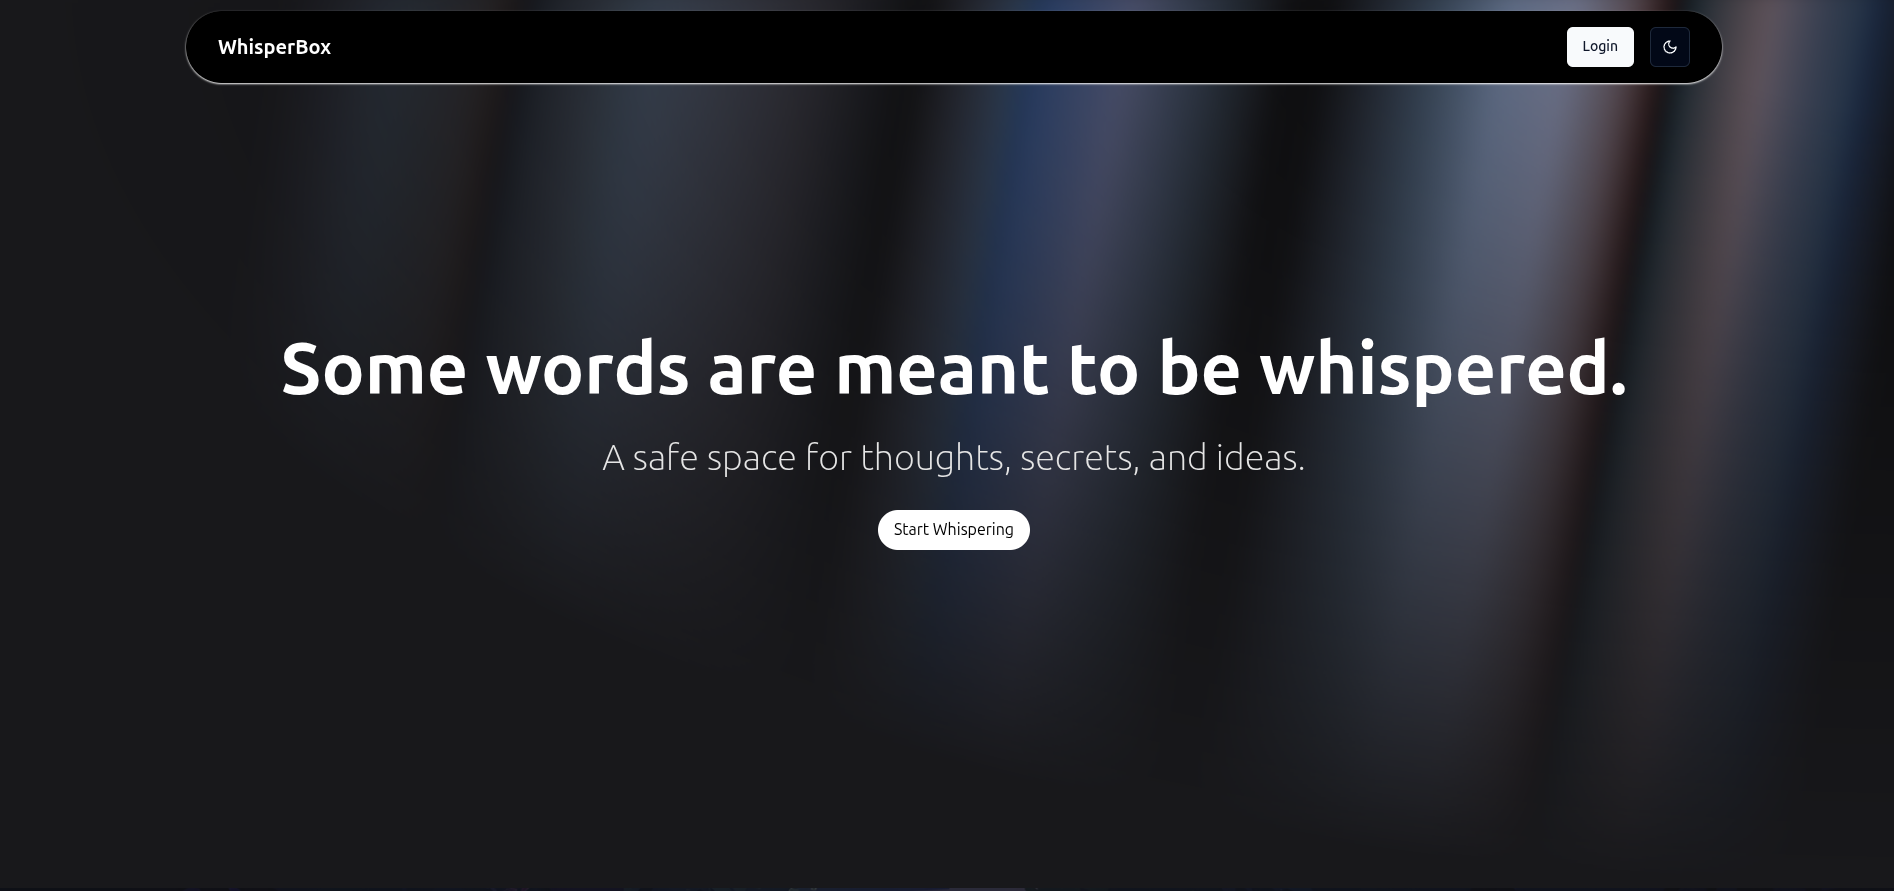 WhisperBox
Login
Some words are meant to be whispered.
A safe space for thoughts, secrets, and ideas.
Start Whispering